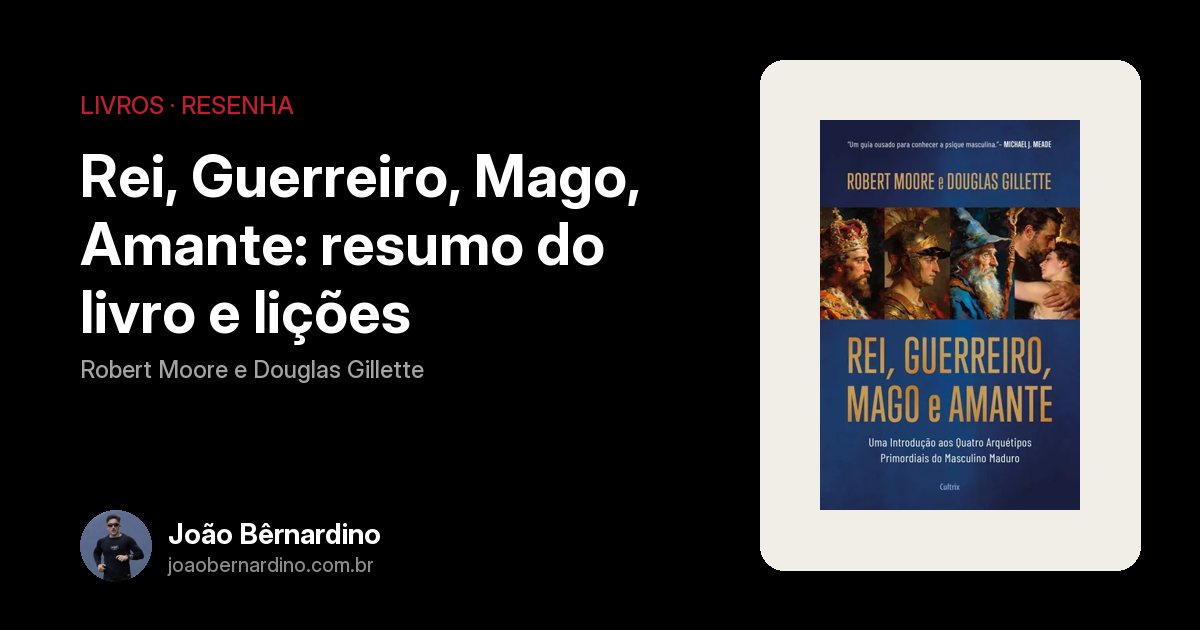 LIVROS · RESENHA
Rei, Guerreiro, Mago,
Amante: resumo do
livro e lições
Robert Moore e Douglas Gillette
João Bêrnardino
joaobernardino.com.br
"Um guia ousado para conhecer a psique masculina." – MICHAEL J. MEADE
ROBERT MOORE e DOUGLAS GILLETTE
REI, GUERREIRO,
MAGO e AMANTE
Uma Introdução aos Quatro Arquétipos
Primordiais do Masculino Maduro
Cultrix